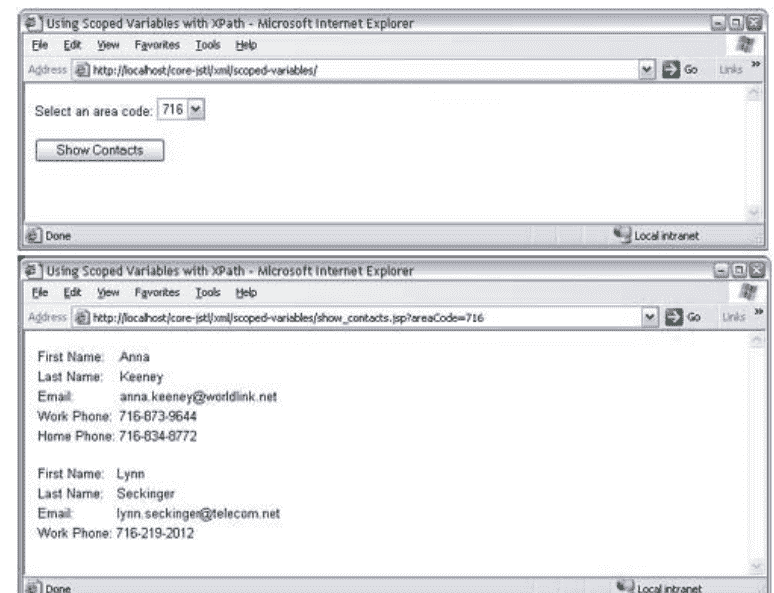 Using Scoped Variables with XPath - Microsoft Internet Explorer
File Edit View Favorites Tools Help
Address http://localhost/core-jstl/xml/scoped-variables/ Go Links »
Select an area code: 716
Show Contacts
Done Local intranet
Using Scoped Variables with XPath - Microsoft Internet Explorer
File Edit View Favorites Tools Help
Address http://localhost/core-jstl/xml/scoped-variables/show_contacts.jsp?areaCode=716 Go Links »
First Name: Anna
Last Name: Keeney
Email: anna.keeney@worldlink.net
Work Phone: 716-873-9644
Home Phone: 716-834-8772
First Name: Lynn
Last Name: Seckinger
Email: lynn.seckinger@telecom.net
Work Phone: 716-219-2012
Done Local intranet